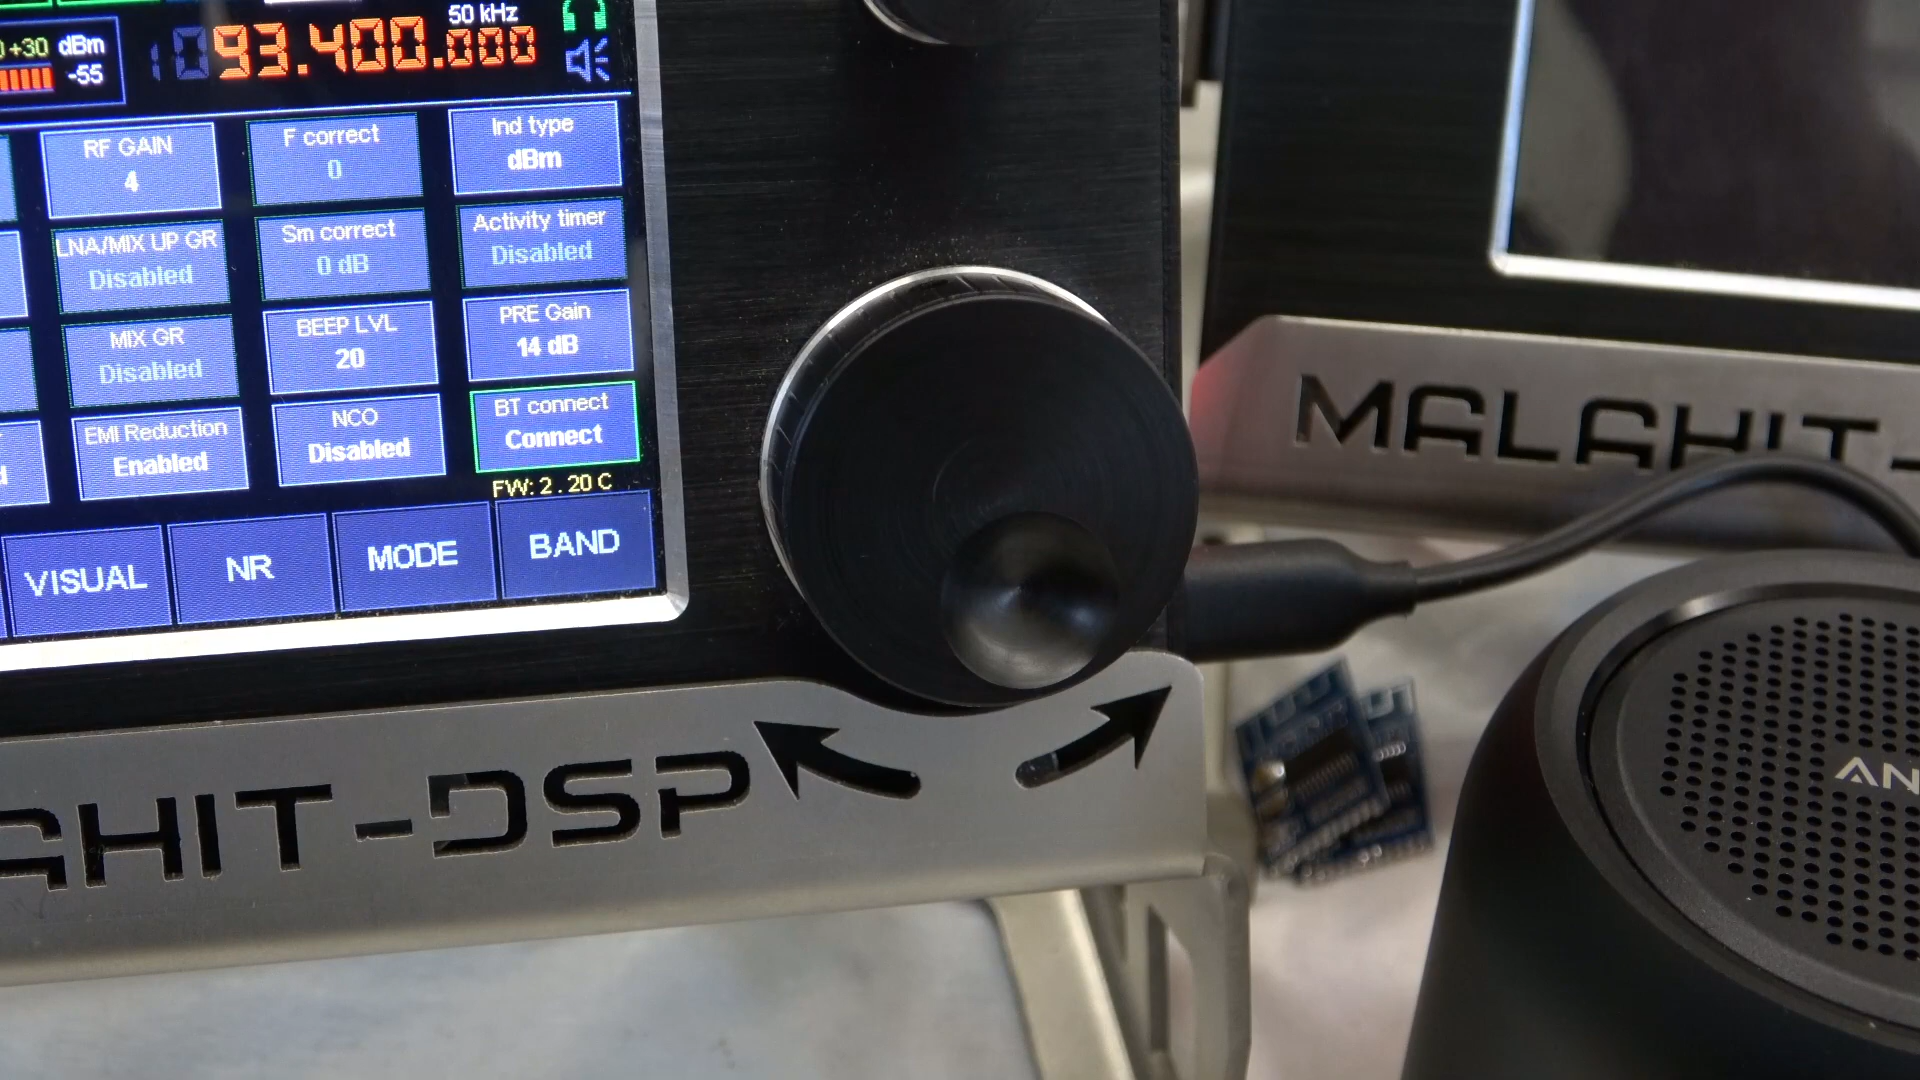 50 kHz
+30 dBm
-55
93.400.000
RF GAIN
4
F correct
0
Ind type
dBm
LNA/MIX UP GR
Disabled
Sm correct
0 dB
Activity timer
Disabled
MIX GR
Disabled
BEEP LVL
20
PRE Gain
14 dB
EMI Reduction
Enabled
NCO
Disabled
BT connect
Connect
FW: 2.20 C
VISUAL
NR
MODE
BAND
AHIT-DSP
MALAHIT-
AN